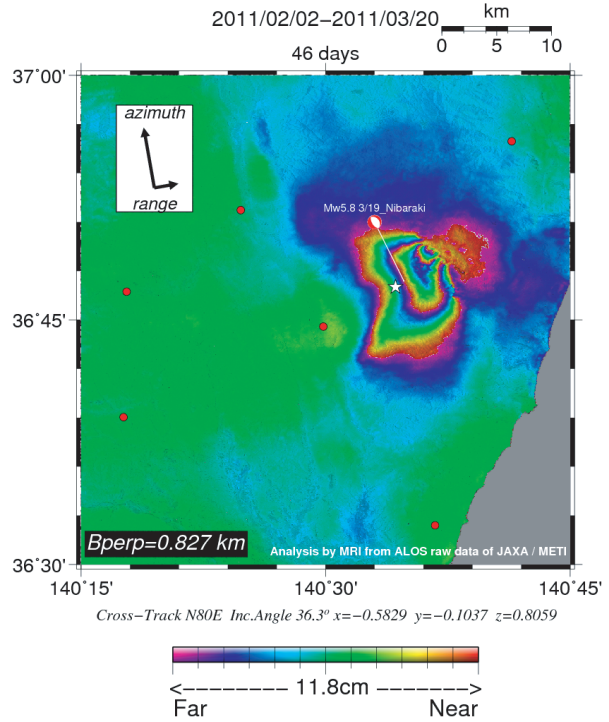 2011/02/02−2011/03/20
km
0 5 10
46 days
37˚00'
azimuth
range
Mw5.8 3/19_Nibaraki
36˚45'
Bperp=0.827 km
Analysis by MRI from ALOS raw data of JAXA / METI
36˚30'
140˚15' 140˚30' 140˚45'
Cross−Track N80E Inc.Angle 36.3º x=−0.5829 y=−0.1037 z=0.8059
<−−−−−−− 11.8cm −−−−−−−>
Far Near